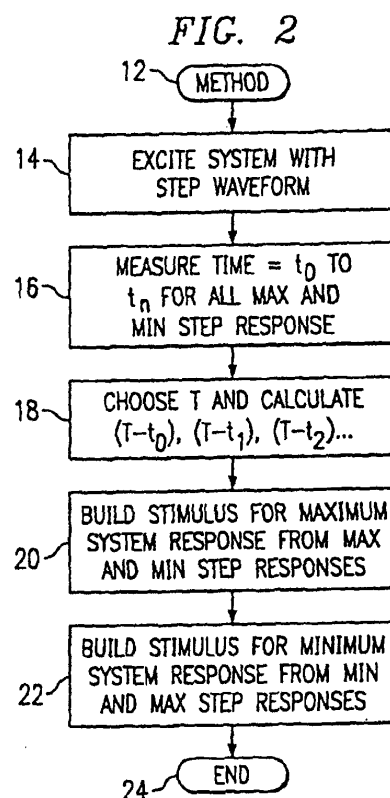 FIG. 2
12
METHOD
14
EXCITE SYSTEM WITH
STEP WAVEFORM
16
MEASURE TIME = t₀ TO
tₙ FOR ALL MAX AND
MIN STEP RESPONSE
18
CHOOSE T AND CALCULATE
(T-t₀), (T-t₁), (T-t₂)...
20
BUILD STIMULUS FOR MAXIMUM
SYSTEM RESPONSE FROM MAX
AND MIN STEP RESPONSES
22
BUILD STIMULUS FOR MINIMUM
SYSTEM RESPONSE FROM MIN
AND MAX STEP RESPONSES
24
END